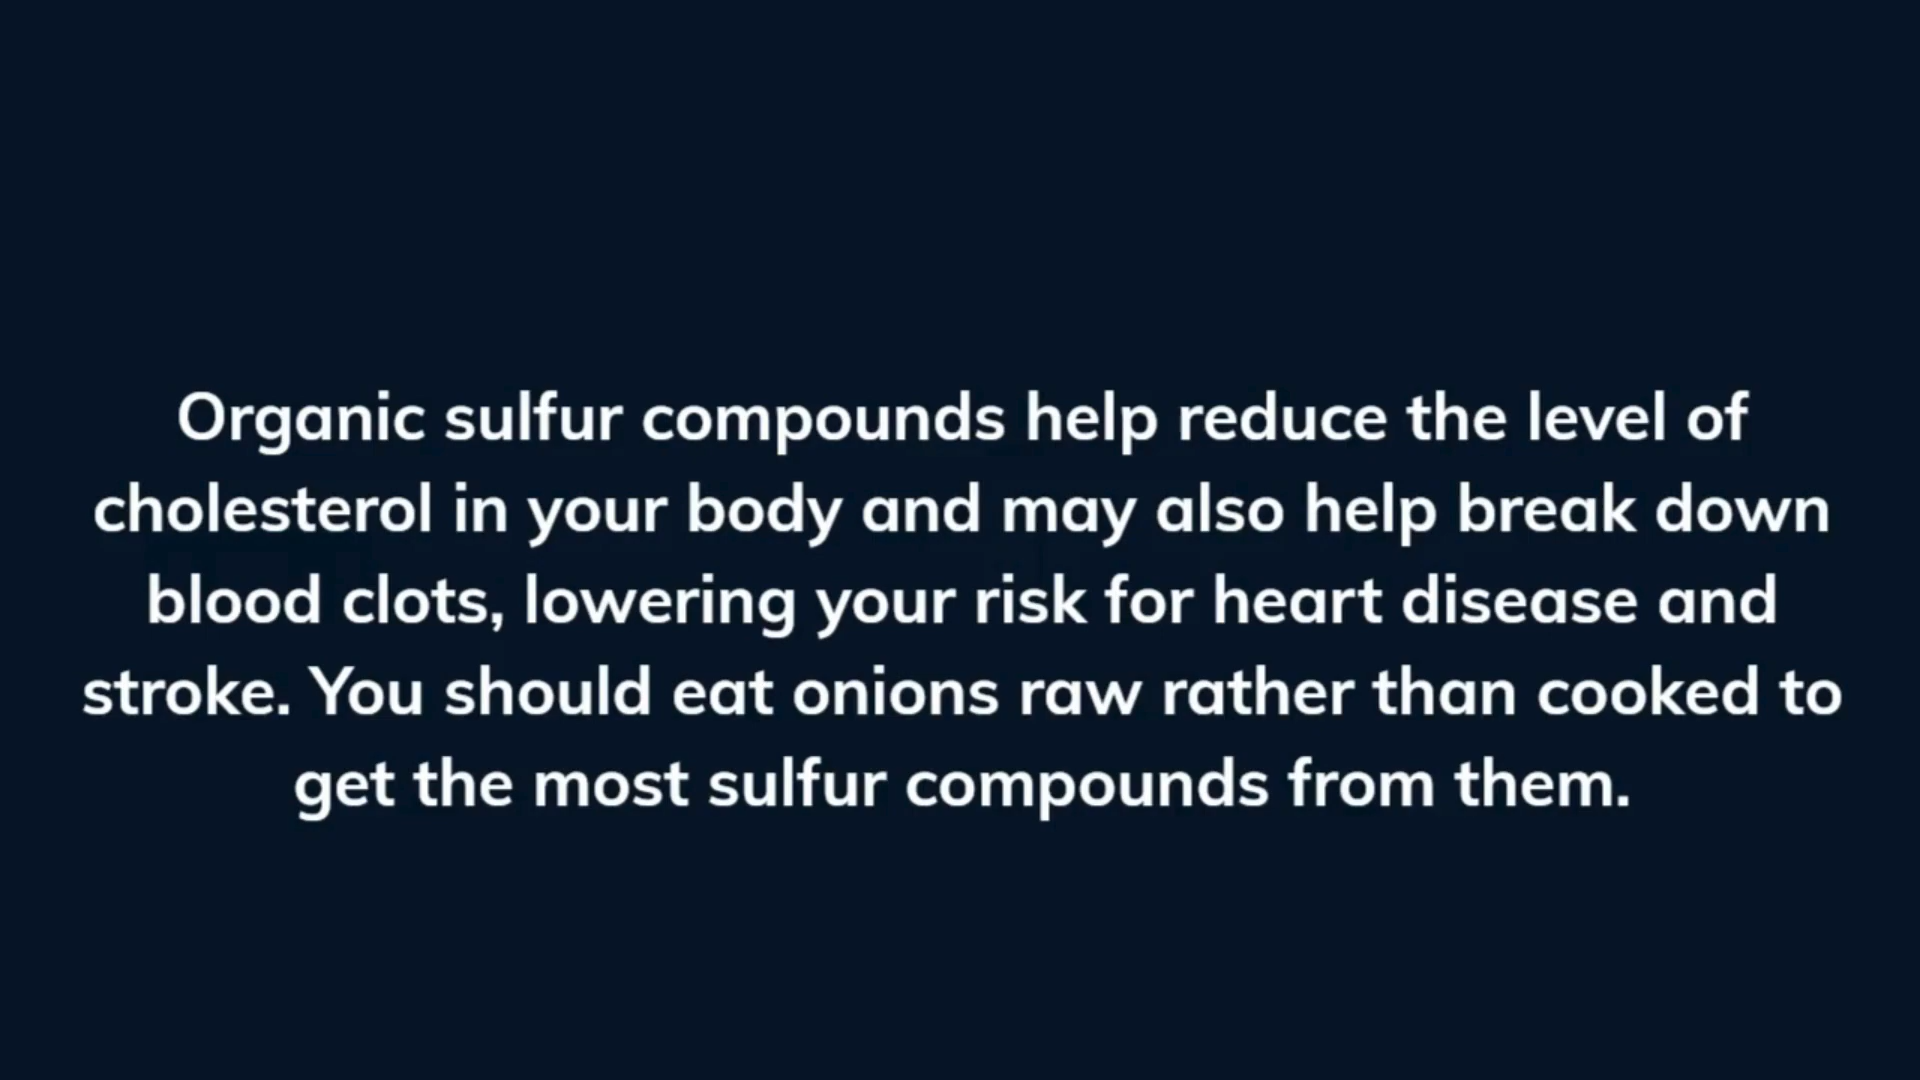 Organic sulfur compounds help reduce the level of
cholesterol in your body and may also help break down
blood clots, lowering your risk for heart disease and
stroke. You should eat onions raw rather than cooked to
get the most sulfur compounds from them.